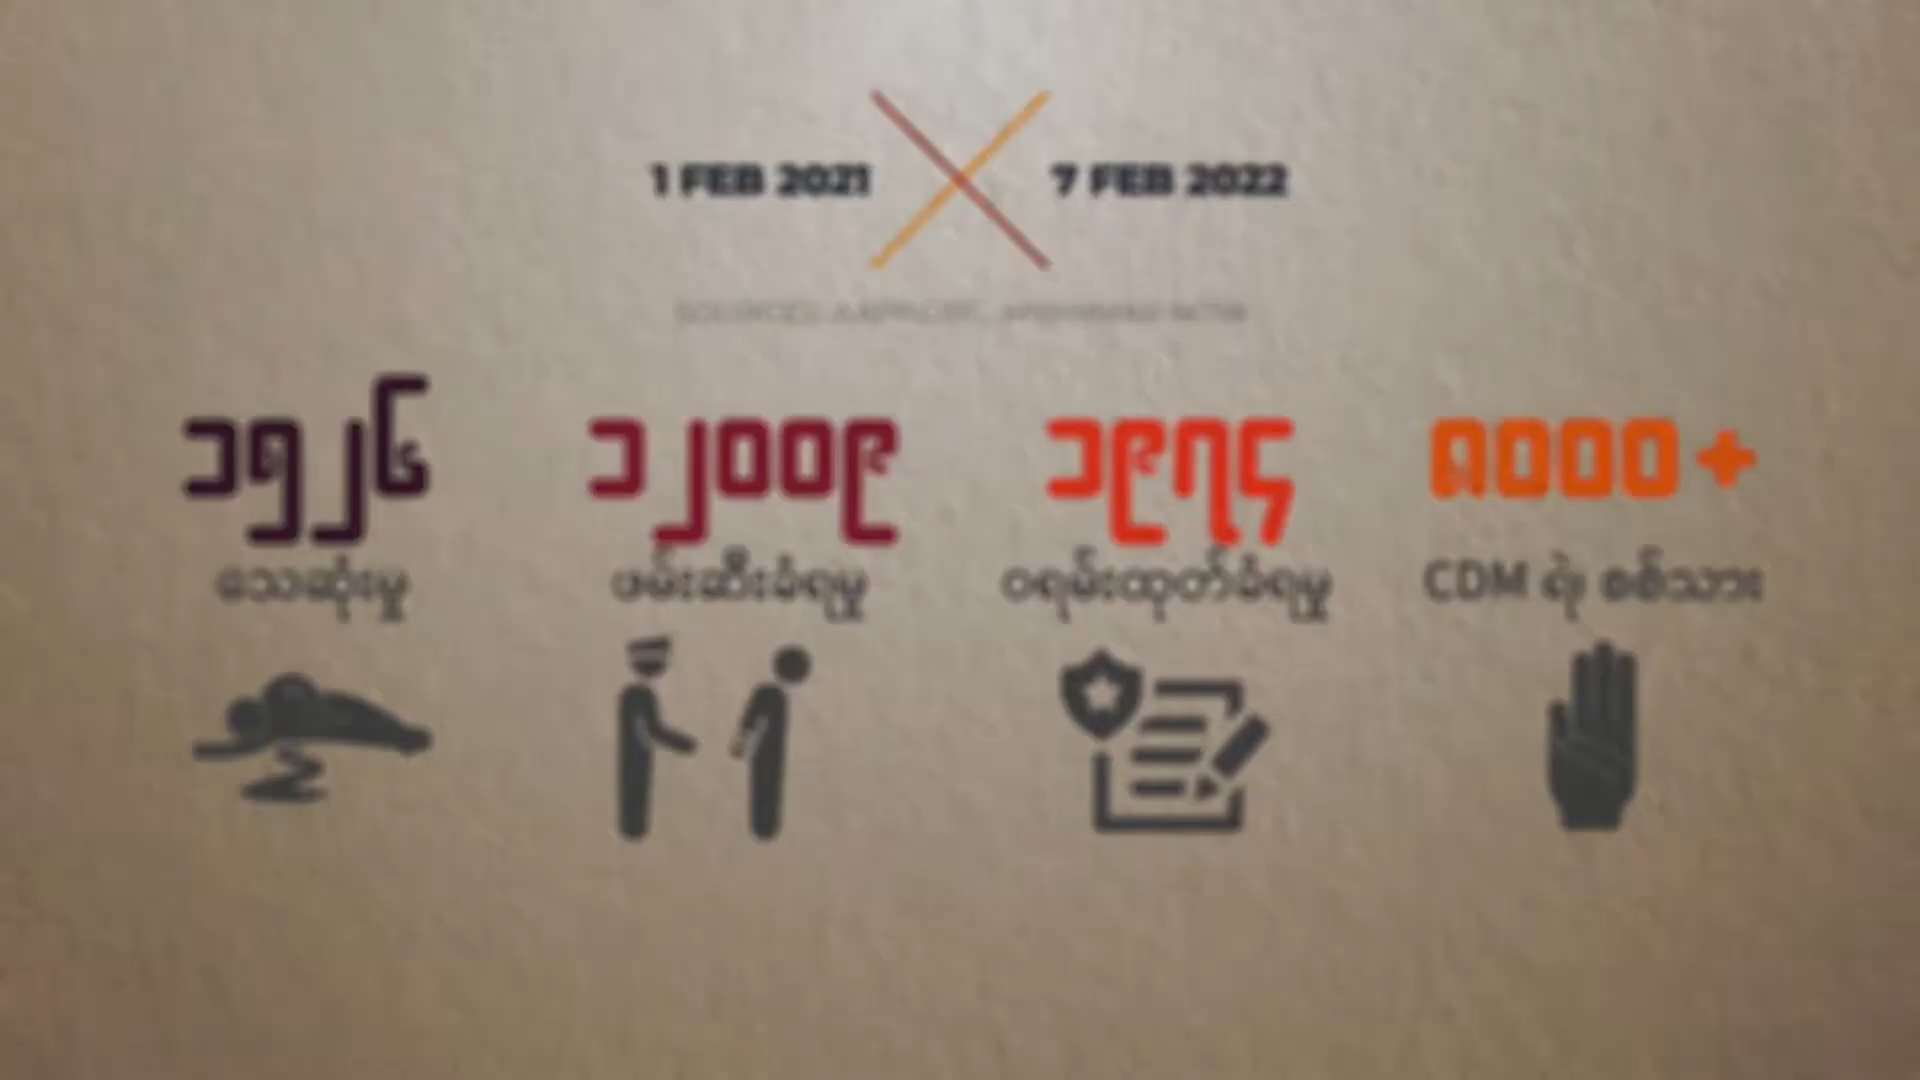 1 FEB 2021
7 FEB 2022
၁၅၂၆
၁၂၀၀၉
၁၉၇၄
၈၀၀၀+
သေဆုံးမှု
ဖမ်းဆီးခံရမှု
ဝရမ်းထုတ်ခံရမှု
CDM ရဲ၊ စစ်သား